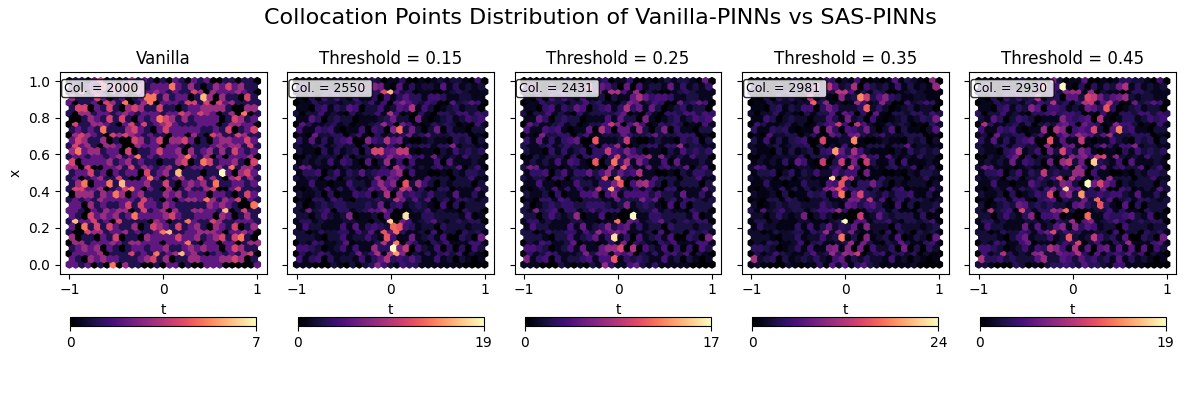 Collocation Points Distribution of Vanilla-PINNs vs SAS-PINNs
Vanilla
Threshold = 0.15
Threshold = 0.25
Threshold = 0.35
Threshold = 0.45
Col. = 2000
Col. = 2550
Col. = 2431
Col. = 2981
Col. = 2930
1.0
0.8
0.6
0.4
0.2
0.0
x
−1 0 1
−1 0 1
−1 0 1
−1 0 1
−1 0 1
t
t
t
t
t
0 7
0 19
0 17
0 24
0 19